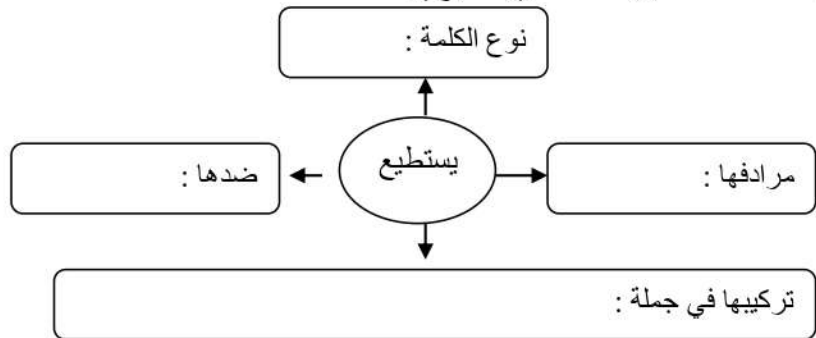 نوع الكلمة :
يستطيع
مرادفها :
ضدها :
تركيبها في جملة :